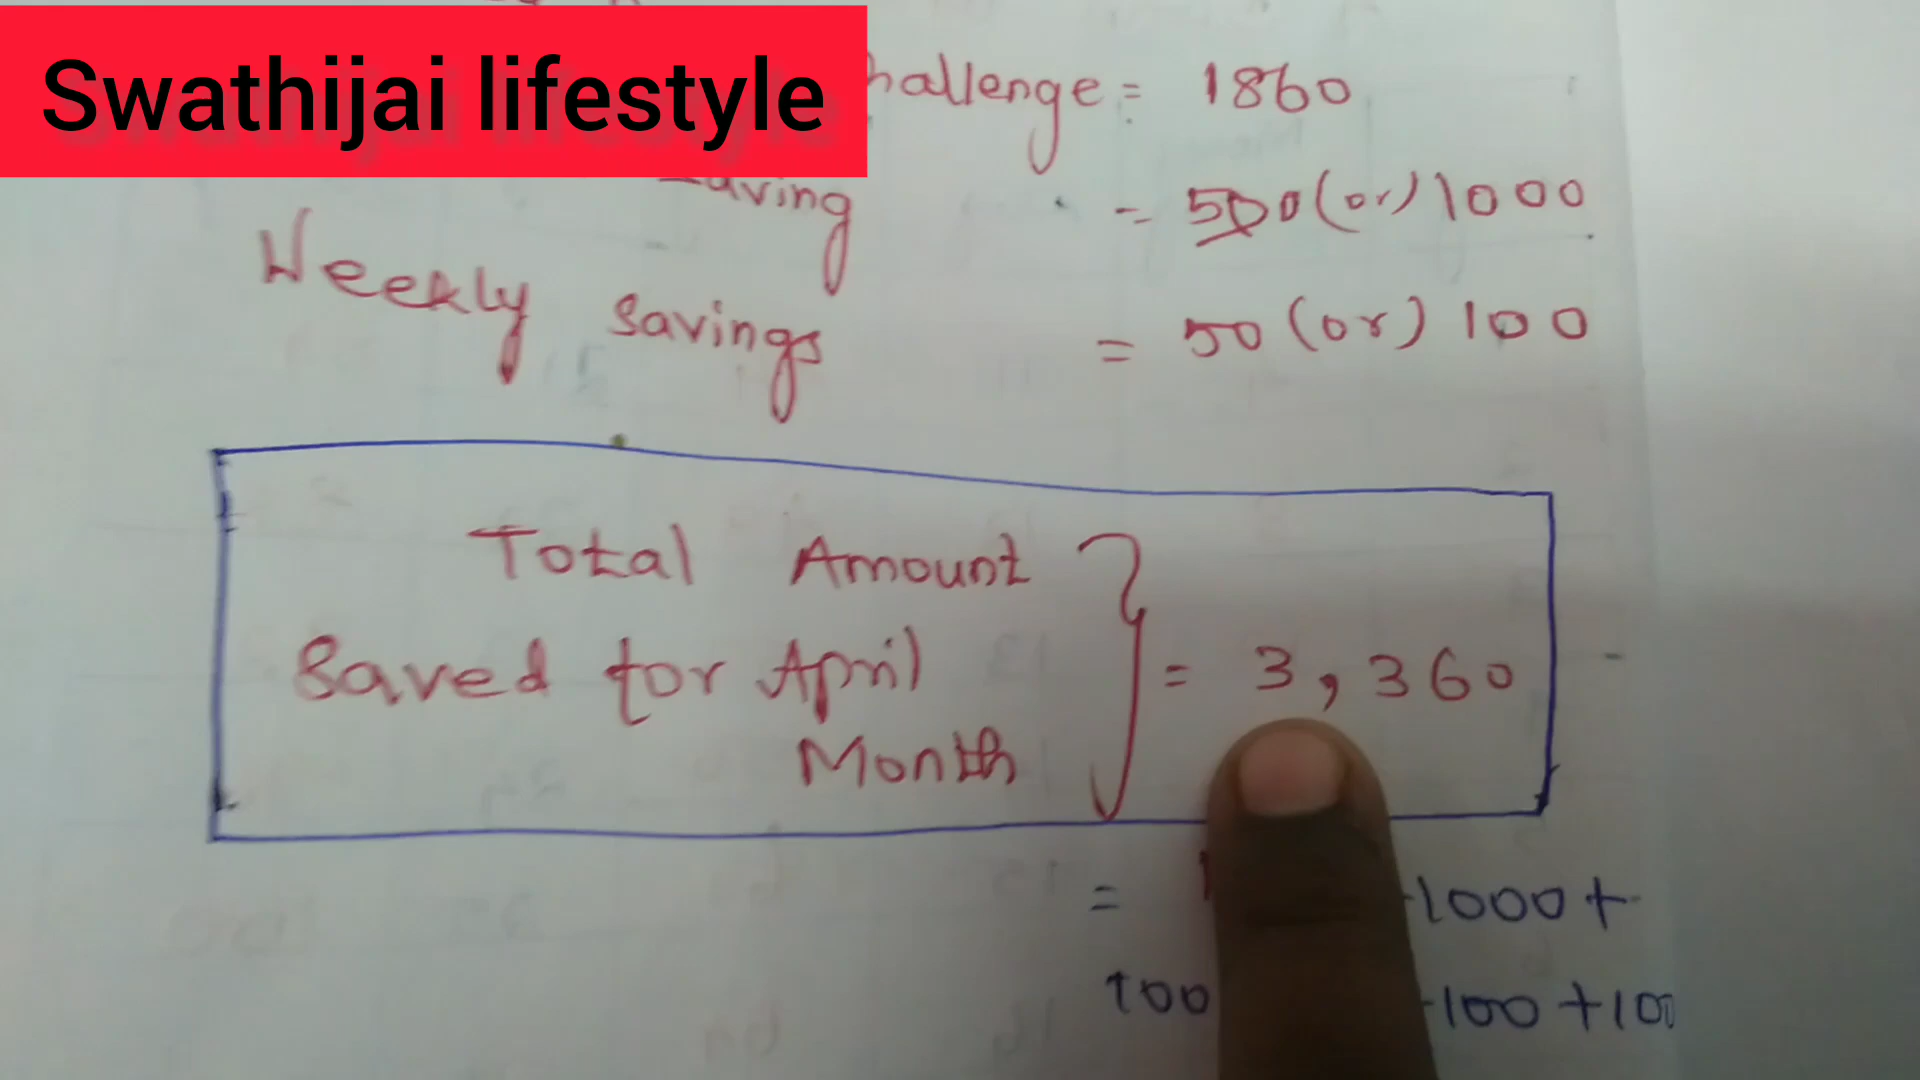 Swathijai lifestyle
hallenge = 1860
aving = 500 (or) 1000
Weekly Savings = 50 (or) 100
Total Amount
Saved for April
Month
= 3,360
= 1000+
100 100+100